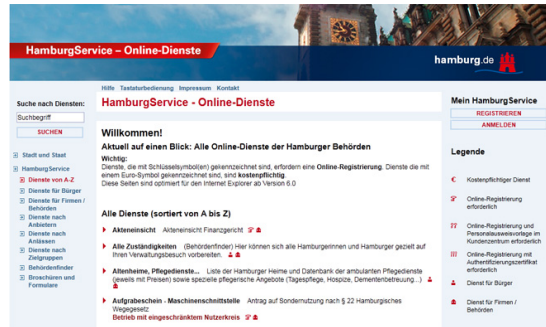 HamburgService – Online-Dienste
hamburg.de
Hilfe Tastaturbedienung Impressum Kontakt
Suche nach Diensten:
Suchbegriff
SUCHEN
Stadt und Staat
HamburgService
Dienste von A-Z
Dienste für Bürger
Dienste für Firmen /
Behörden
Dienste nach
Anbietern
Dienste nach
Anlässen
Dienste nach
Zielgruppen
Behördenfinder
Broschüren und
Formulare
HamburgService - Online-Dienste
Willkommen!
Aktuell auf einen Blick: Alle Online-Dienste der Hamburger Behörden
Wichtig:
Dienste, die mit Schlüsselsymbol(en) gekennzeichnet sind, erfordern eine Online-Registrierung. Dienste die mit
einem Euro-Symbol gekennzeichnet sind, sind kostenpflichtig.
Diese Seiten sind optimiert für den Internet Explorer ab Version 6.0
Alle Dienste (sortiert von A bis Z)
Akteneinsicht Akteneinsicht Finanzgericht
Alle Zuständigkeiten (Behördenfinder) Hier können sich alle Hamburgerinnen und Hamburger gezielt auf
Ihren Verwaltungsbesuch vorbereiten.
Altenheime, Pflegedienste... Liste der Hamburger Heime und Datenbank der ambulanten Pflegedienste
(jeweils mit Preisen) sowie spezielle pflegerische Angebote (Tagespflege, Hospize, Dementenbetreuung...)
Aufgrabeschein - Maschinenschnittstelle Antrag auf Sondernutzung nach § 22 Hamburgisches
Wegegesetz
Betrieb mit eingeschränktem Nutzerkreis
Mein HamburgService
REGISTRIEREN
ANMELDEN
Legende
€ Kostenpflichtiger Dienst
Online-Registrierung
erforderlich
Online-Registrierung und
Personalausweisvorlage im
Kundenzentrum erforderlich
Online-Registrierung mit
Authentifizierungszertifikat
erforderlich
Dienst für Bürger
Dienst für Firmen /
Behörden